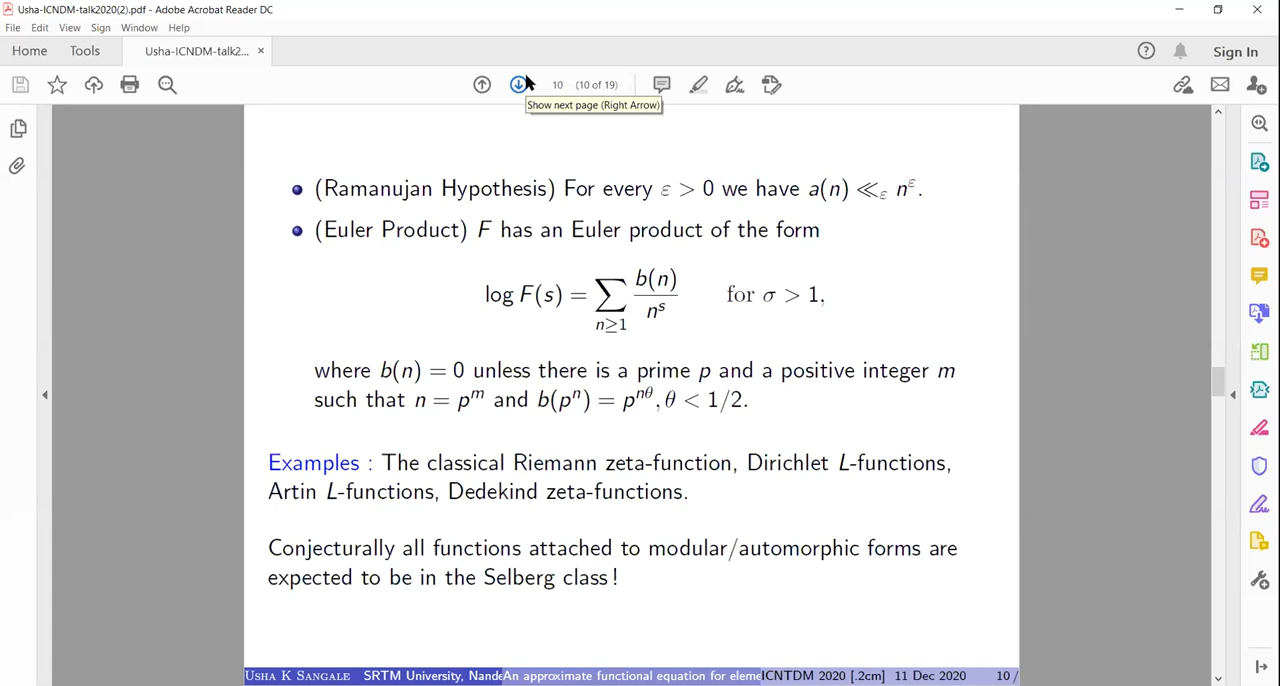 Usha-ICNDM-talk2020(2).pdf - Adobe Acrobat Reader DC
File Edit View Sign Window Help
Home Tools Usha-ICNDM-talk2... × Sign In
10 (10 of 19)
Show next page (Right Arrow)
• (Ramanujan Hypothesis) For every ε > 0 we have a(n) ≪_ε n^ε.
• (Euler Product) F has an Euler product of the form
log F(s) = ∑_{n≥1} b(n)/n^s for σ > 1,
where b(n) = 0 unless there is a prime p and a positive integer m
such that n = p^m and b(p^n) = p^{nθ}, θ < 1/2.
Examples : The classical Riemann zeta-function, Dirichlet L-functions,
Artin L-functions, Dedekind zeta-functions.
Conjecturally all functions attached to modular/automorphic forms are
expected to be in the Selberg class!
Usha K Sangale SRTM University, Nande An approximate functional equation for eleme ICNTDM 2020 [.2cm] 11 Dec 2020 10 /